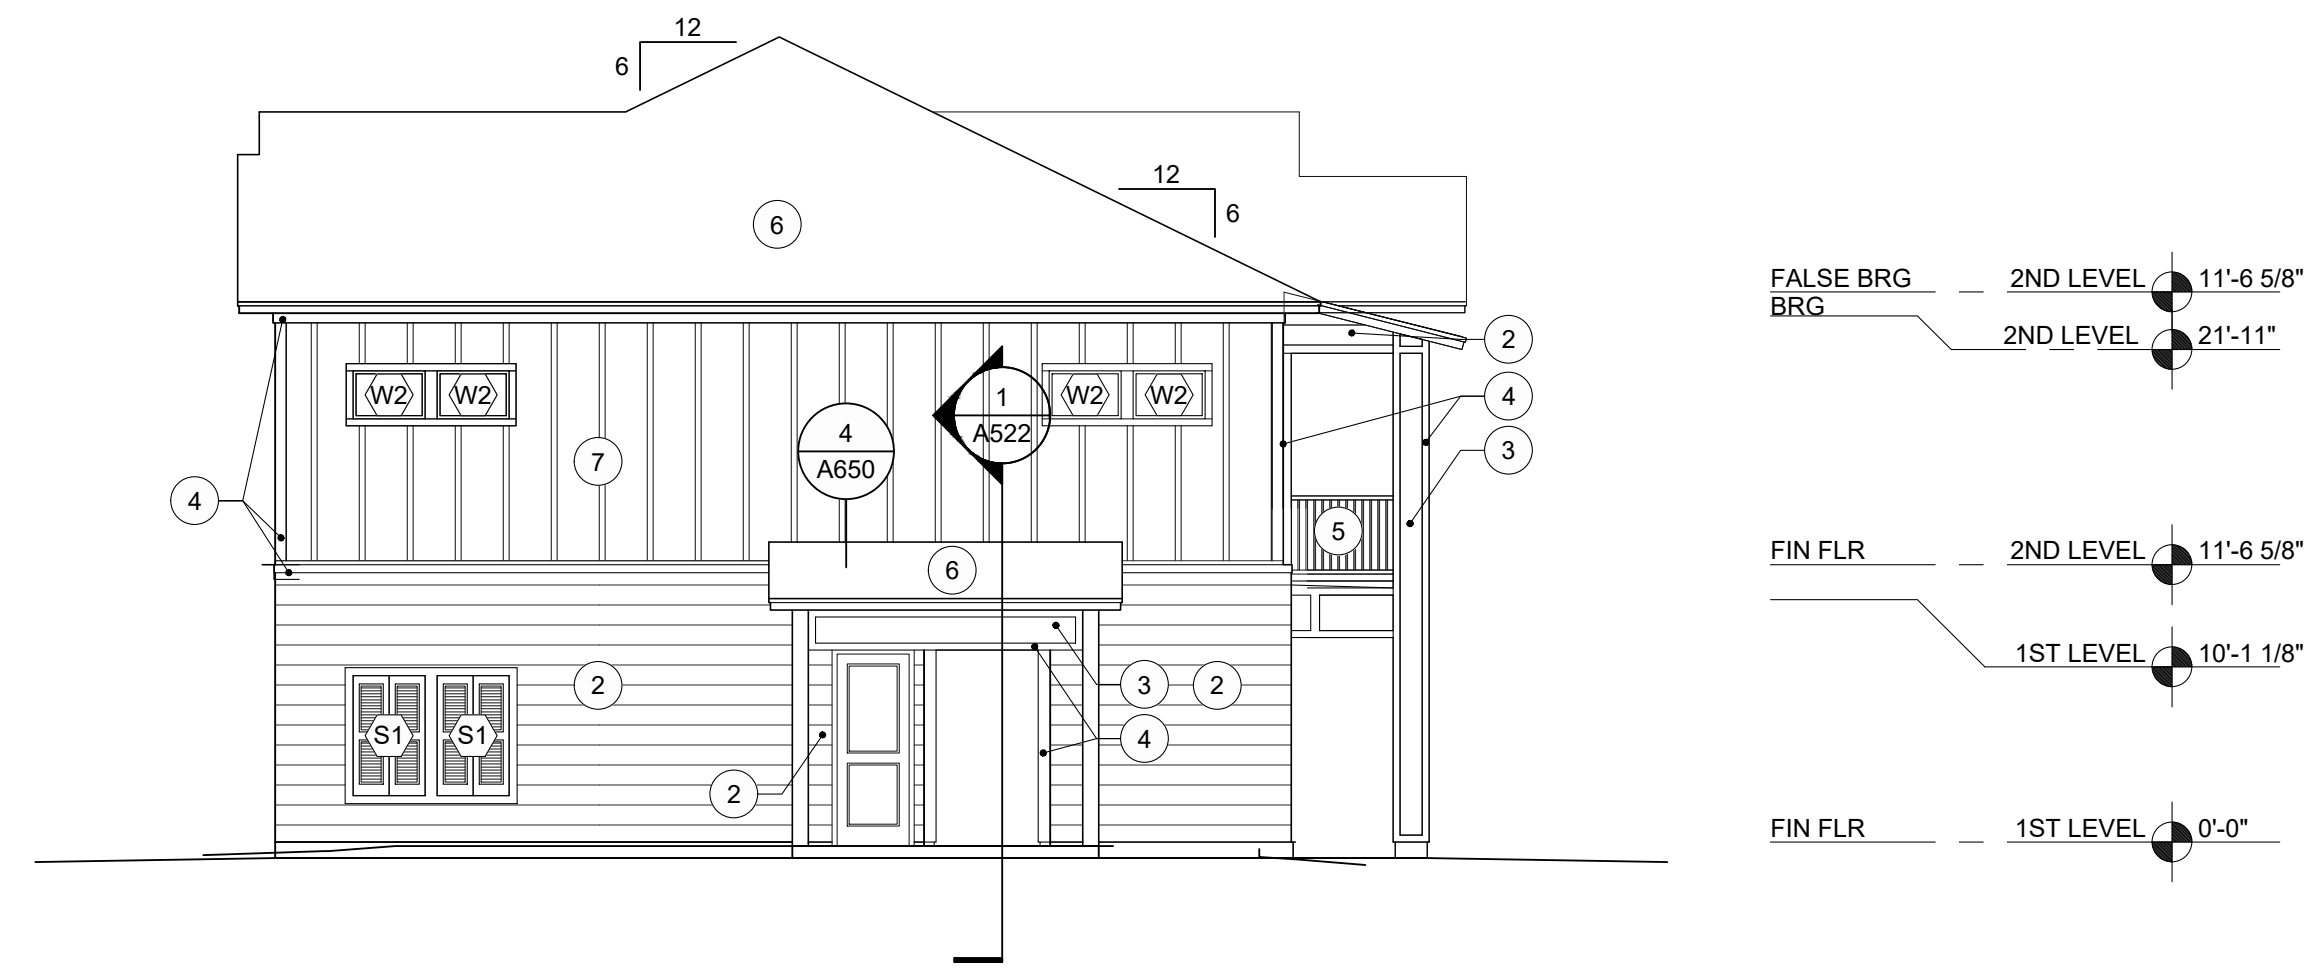 12
6
12
6
6
FALSE BRG 2ND LEVEL 11'-6 5/8"
BRG
2ND LEVEL 21'-11"
2
W2 W2 W2 W2
1
A522
4
4
A650
3
7
4
5
6
FIN FLR 2ND LEVEL 11'-6 5/8"
1ST LEVEL 10'-1 1/8"
2
3
2
S1 S1
4
2
FIN FLR 1ST LEVEL 0'-0"